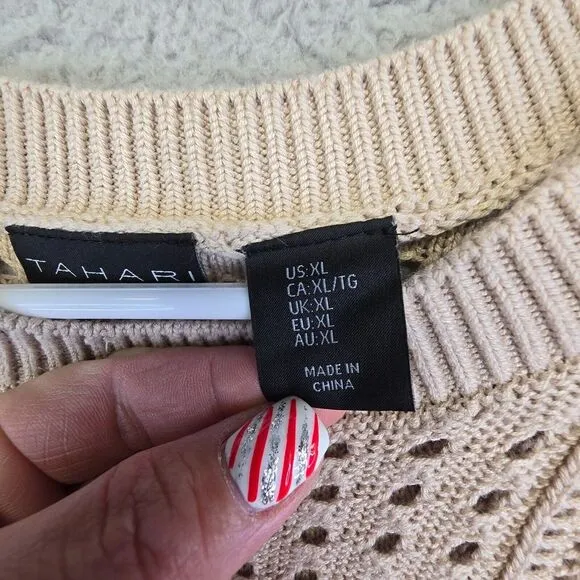 TAHARI
US:XL
CA:XL/TG
UK:XL
EU:XL
AU:XL
MADE IN
CHINA